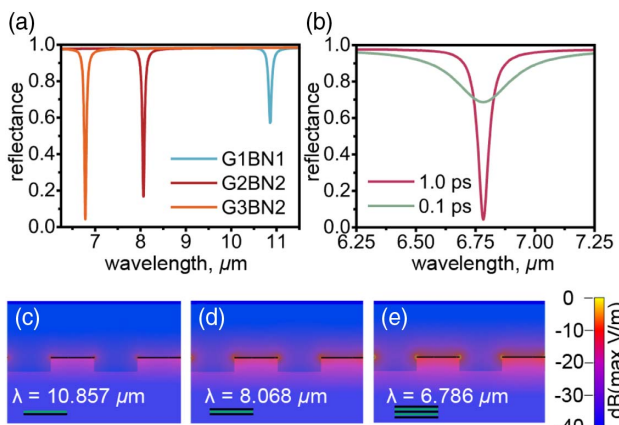 (a)
reflectance
1.0
0.8
0.6
0.4
0.2
0.0
G1BN1
G2BN2
G3BN2
7 8 9 10 11
wavelength, μm
(b)
reflectance
1.0
0.8
0.6
0.4
0.2
0.0
1.0 ps
0.1 ps
6.25 6.50 6.75 7.00 7.25
wavelength, μm
(c)
λ = 10.857 μm
(d)
λ = 8.068 μm
(e)
λ = 6.786 μm
0
-10
-20
-30
40
dB(max. V/m)